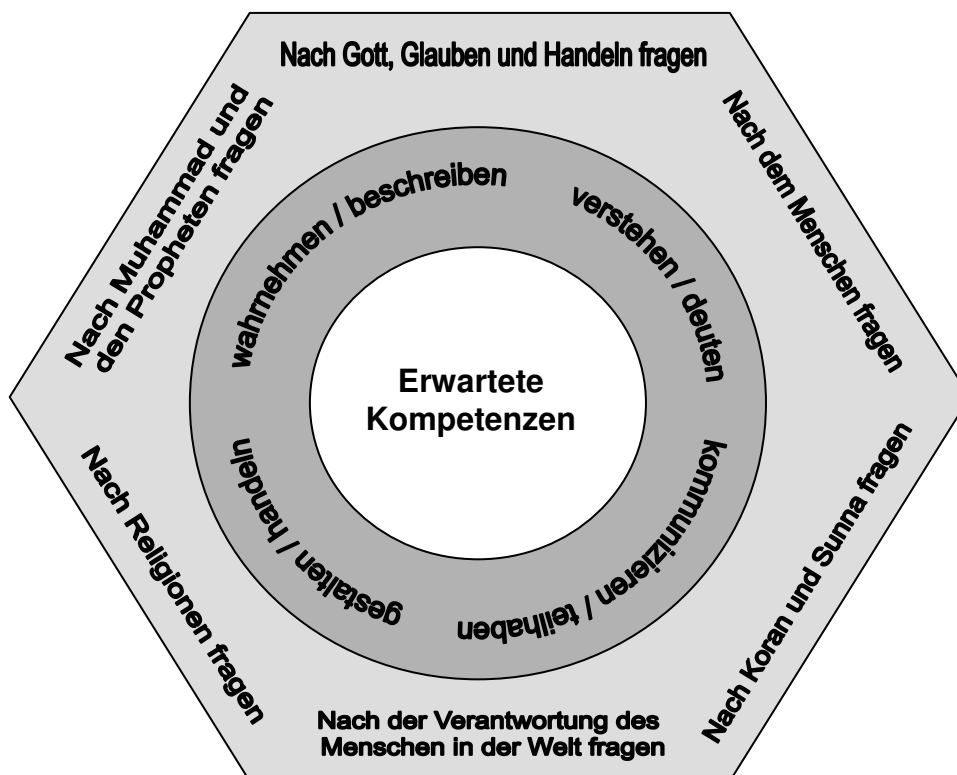 Nach Gott, Glauben und Handeln fragen
Nach dem Menschen fragen
Nach Koran und Sunna fragen
Nach der Verantwortung des
Menschen in der Welt fragen
Nach Religionen fragen
Nach Muhammad und
den Propheten fragen
wahrnehmen / beschreiben
verstehen / deuten
kommunizieren / teilhaben
gestalten / handeln
Erwartete
Kompetenzen